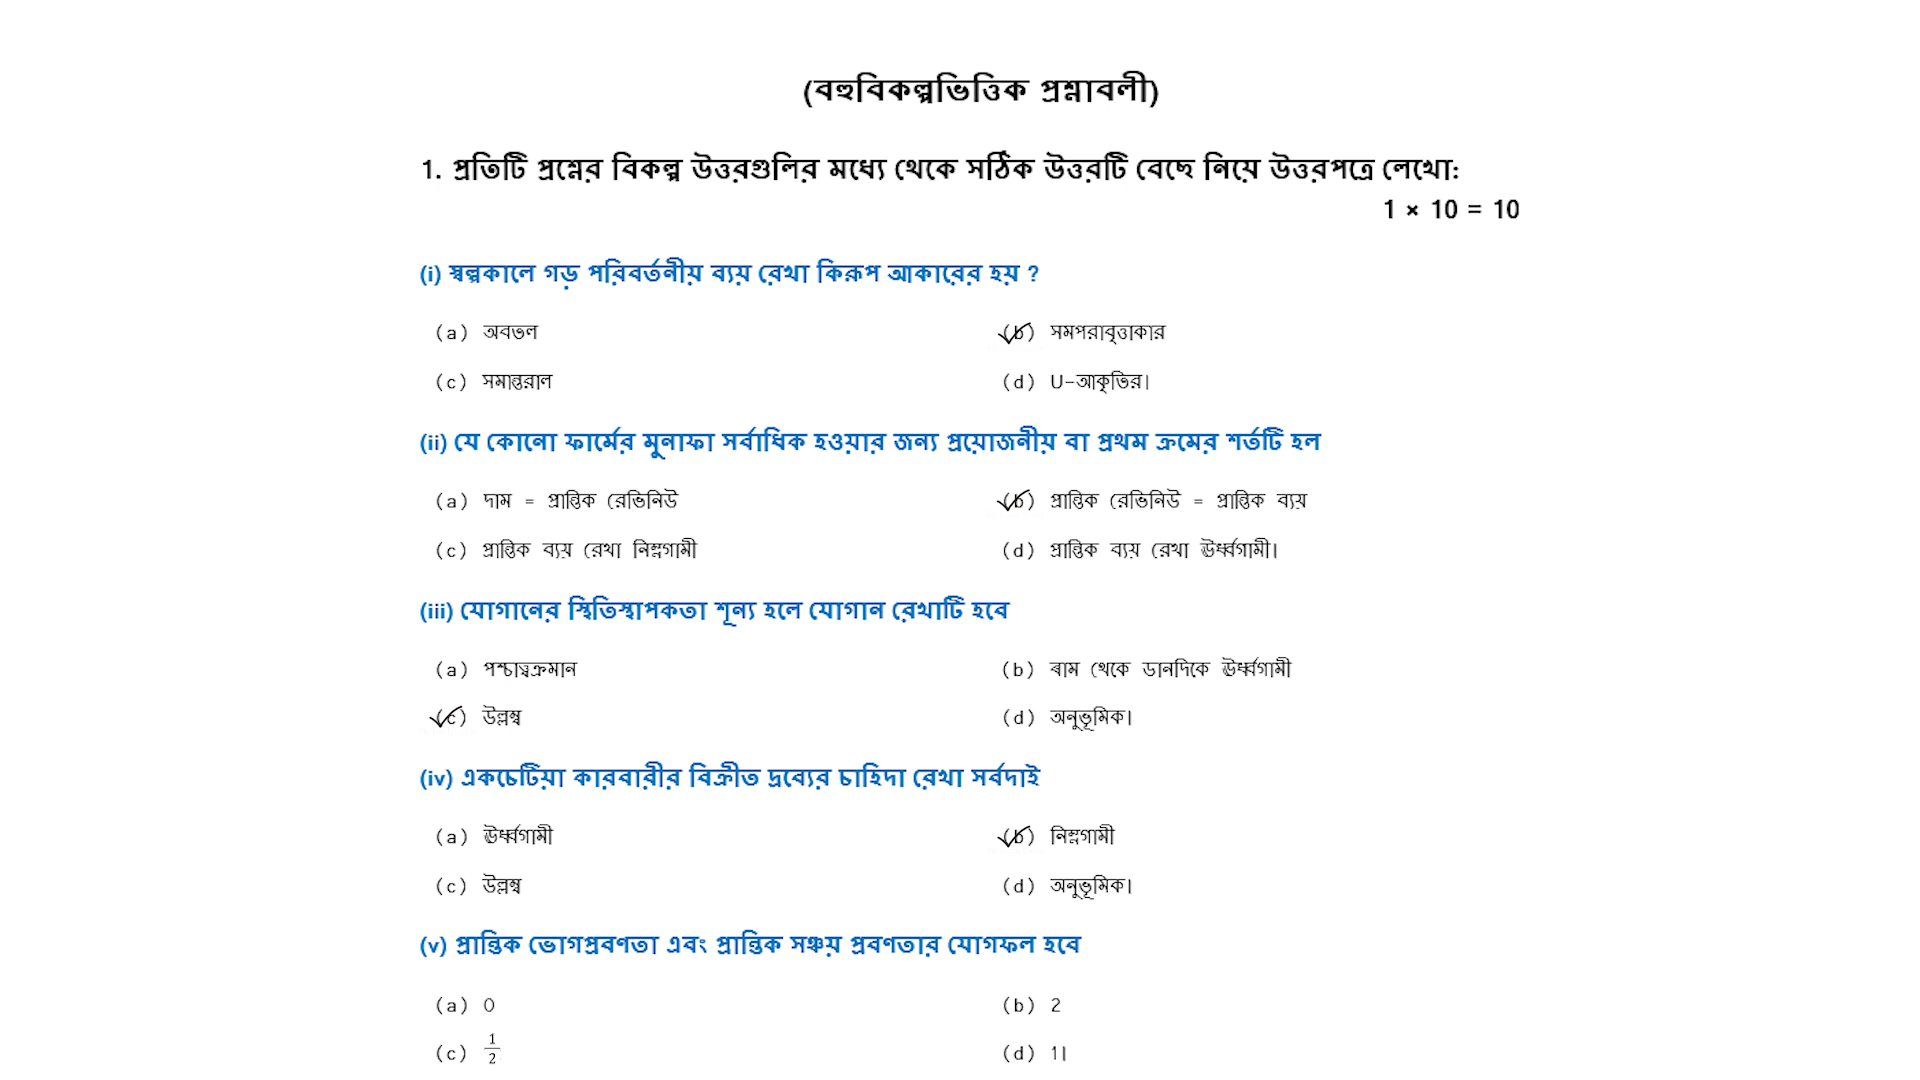 (বহুবিকল্পভিত্তিক প্রশ্নাবলী)
1. প্রতিটি প্রশ্নের বিকল্প উত্তরগুলির মধ্যে থেকে সঠিক উত্তরটি বেছে নিয়ে উত্তরপত্রে লেখো:
1 × 10 = 10
(i) স্বল্পকালে গড় পরিবর্তনীয় ব্যয় রেখা কিরূপ আকারের হয় ?
(a) অবতল (b) সমপরাবৃত্তাকার
(c) সমান্তরাল (d) U-আকৃতির।
(ii) যে কোনো ফার্মের মুনাফা সর্বাধিক হওয়ার জন্য প্রয়োজনীয় বা প্রথম ক্রমের শর্তটি হল
(a) দাম = প্রান্তিক রেভিনিউ (b) প্রান্তিক রেভিনিউ = প্রান্তিক ব্যয়
(c) প্রান্তিক ব্যয় রেখা নিম্নগামী (d) প্রান্তিক ব্যয় রেখা ঊর্ধ্বগামী।
(iii) যোগানের স্থিতিস্থাপকতা শূন্য হলে যোগান রেখাটি হবে
(a) পশ্চাত্বক্রমান (b) বাম থেকে ডানদিকে ঊর্ধ্বগামী
(c) উল্লম্ব (d) অনুভূমিক।
(iv) একচেটিয়া কারবারীর বিক্রীত দ্রব্যের চাহিদা রেখা সর্বদাই
(a) ঊর্ধ্বগামী (b) নিম্নগামী
(c) উল্লম্ব (d) অনুভূমিক।
(v) প্রান্তিক ভোগপ্রবণতা এবং প্রান্তিক সঞ্চয় প্রবণতার যোগফল হবে
(a) 0 (b) 2
(c) 1/2 (d) 1।